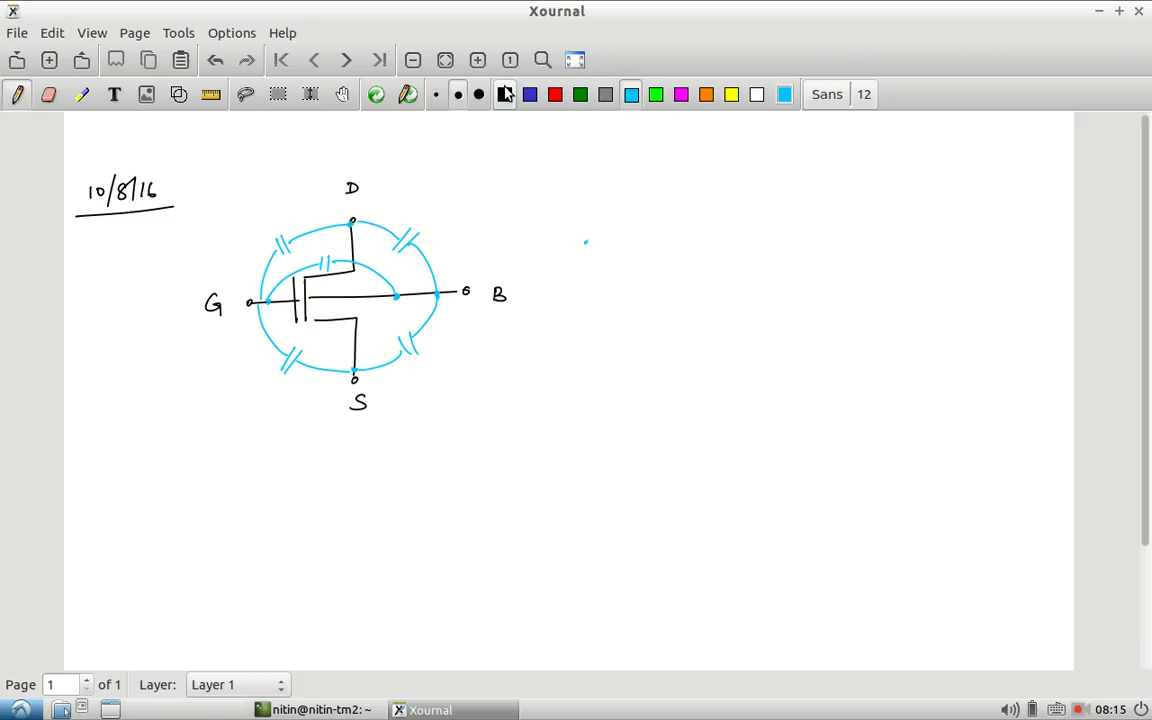 Xournal
File Edit View Page Tools Options Help
Sans 12
10/8/16
D
G
B
S
Page 1 of 1 Layer: Layer 1
nitin@nitin-tm2: ~ Xournal 08:15